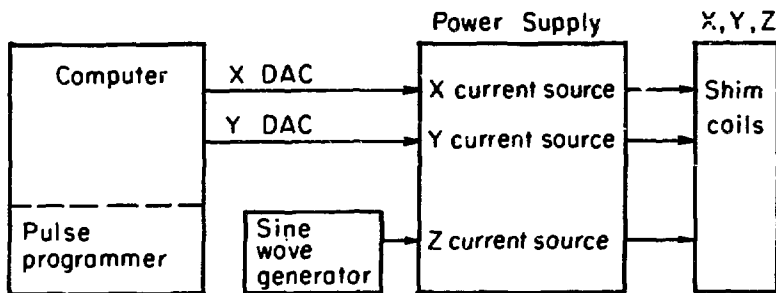 Power Supply
X, Y, Z
Computer
X DAC
X current source
Shim
coils
Y DAC
Y current source
Pulse
programmer
Sine
wave
generator
Z current source